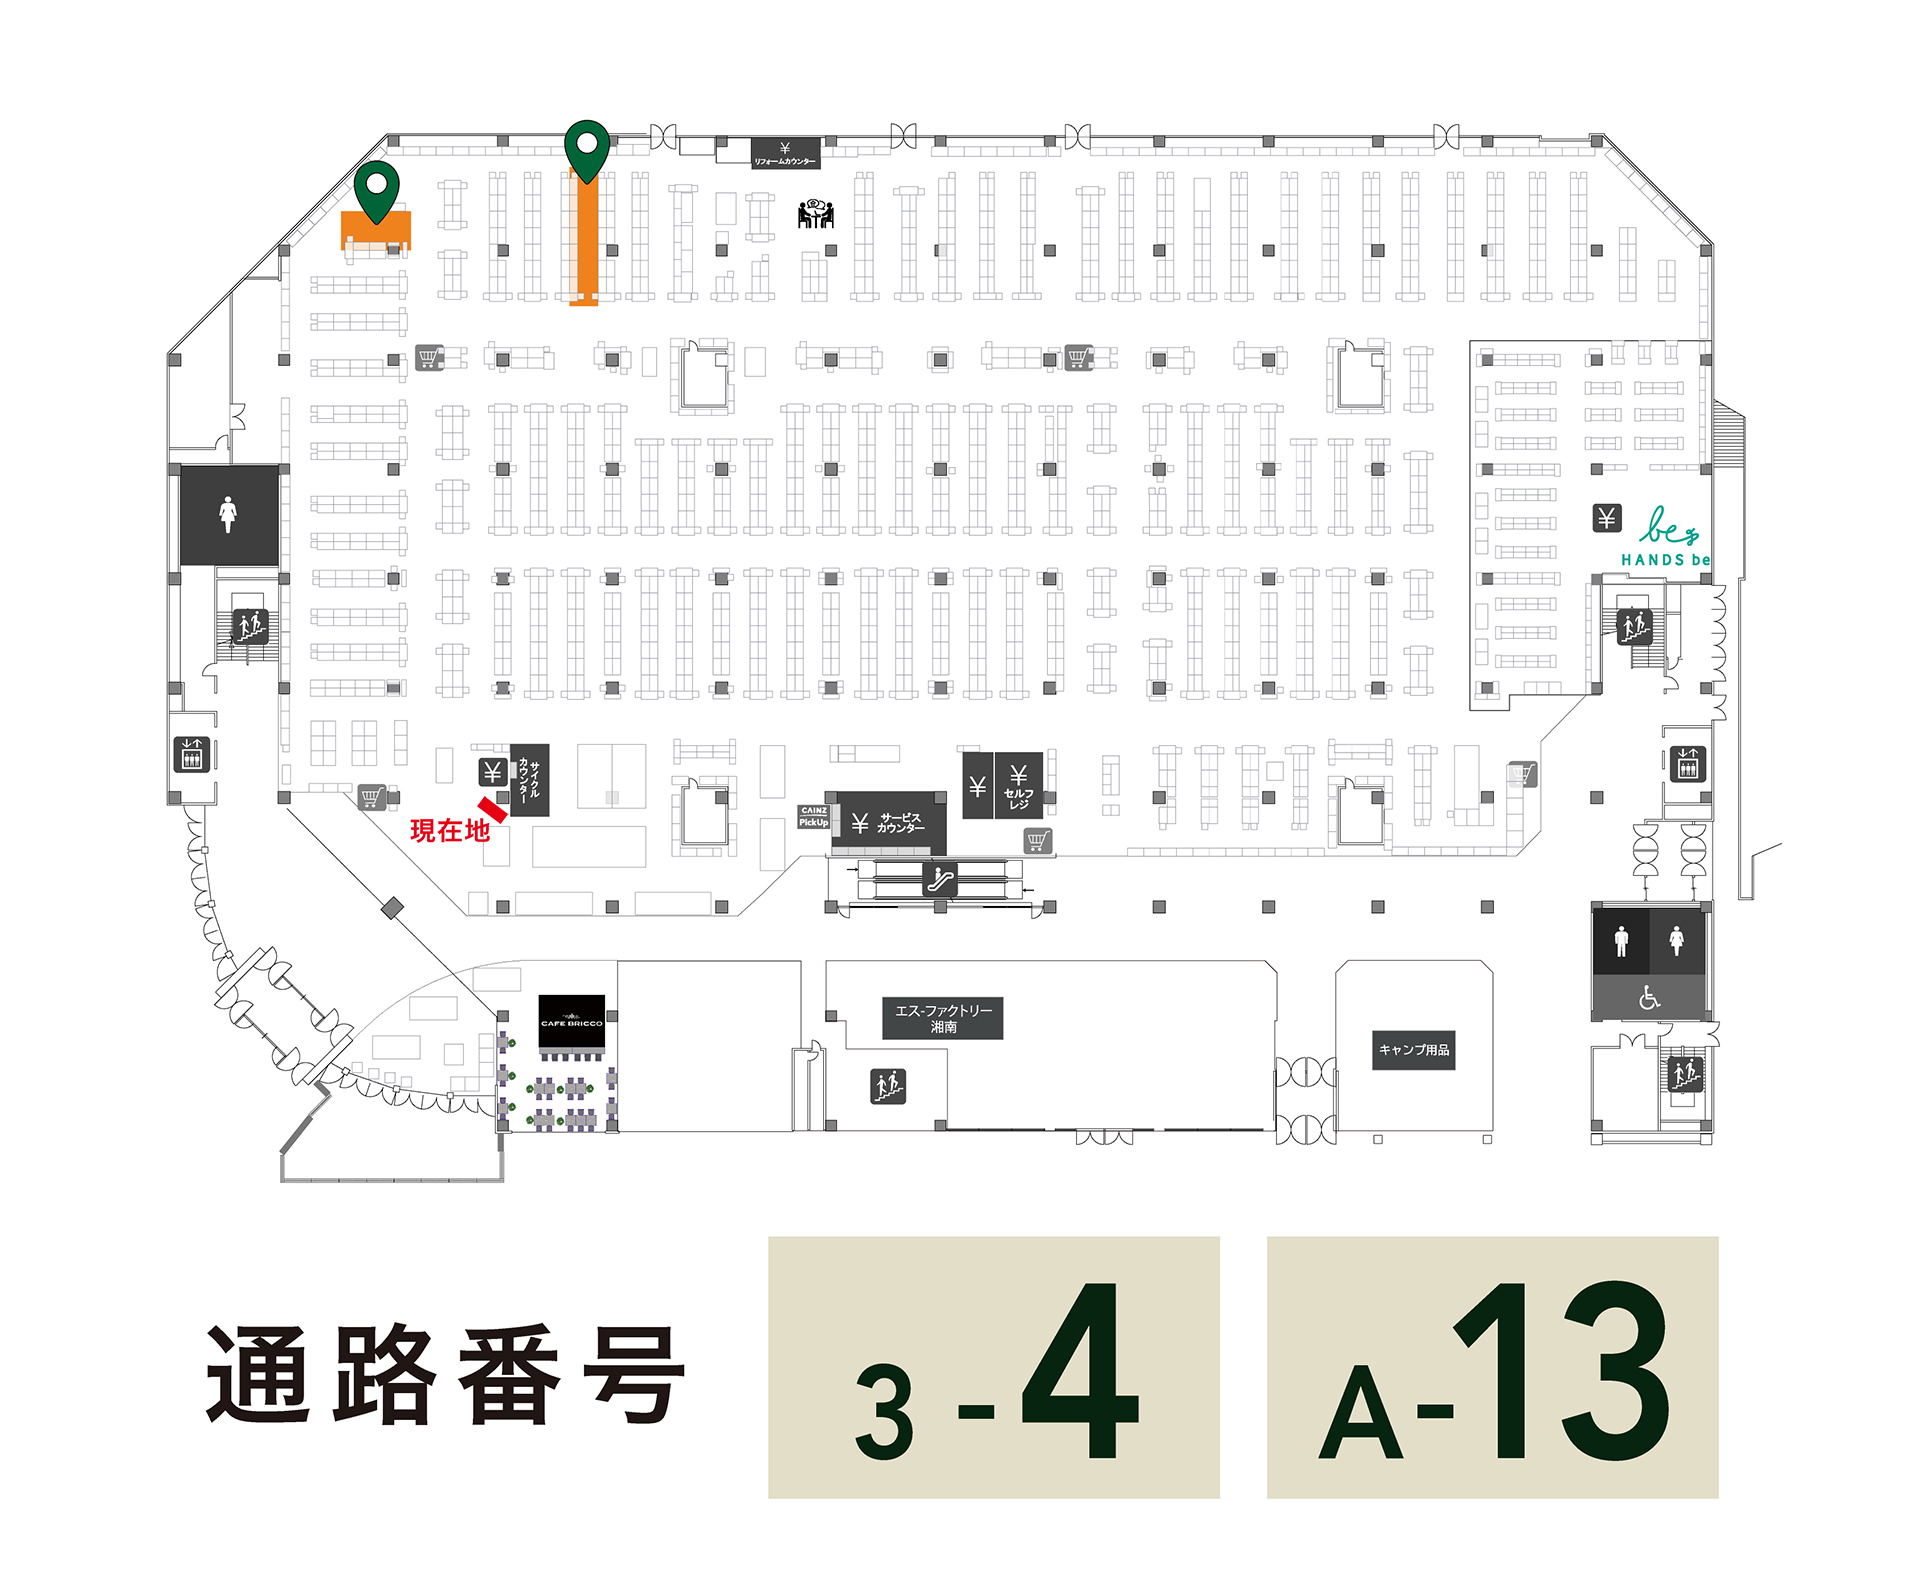 ¥
リフォームカウンター
¥
be
HANDS be
¥
サイクル
カウンター
現在地
CAINZ
PickUp
¥
サービス
カウンター
¥
¥
セルフ
レジ
CAFE BRICCO
エス-ファクトリー
湘南
キャンプ用品
通路番号
3-4
A-13